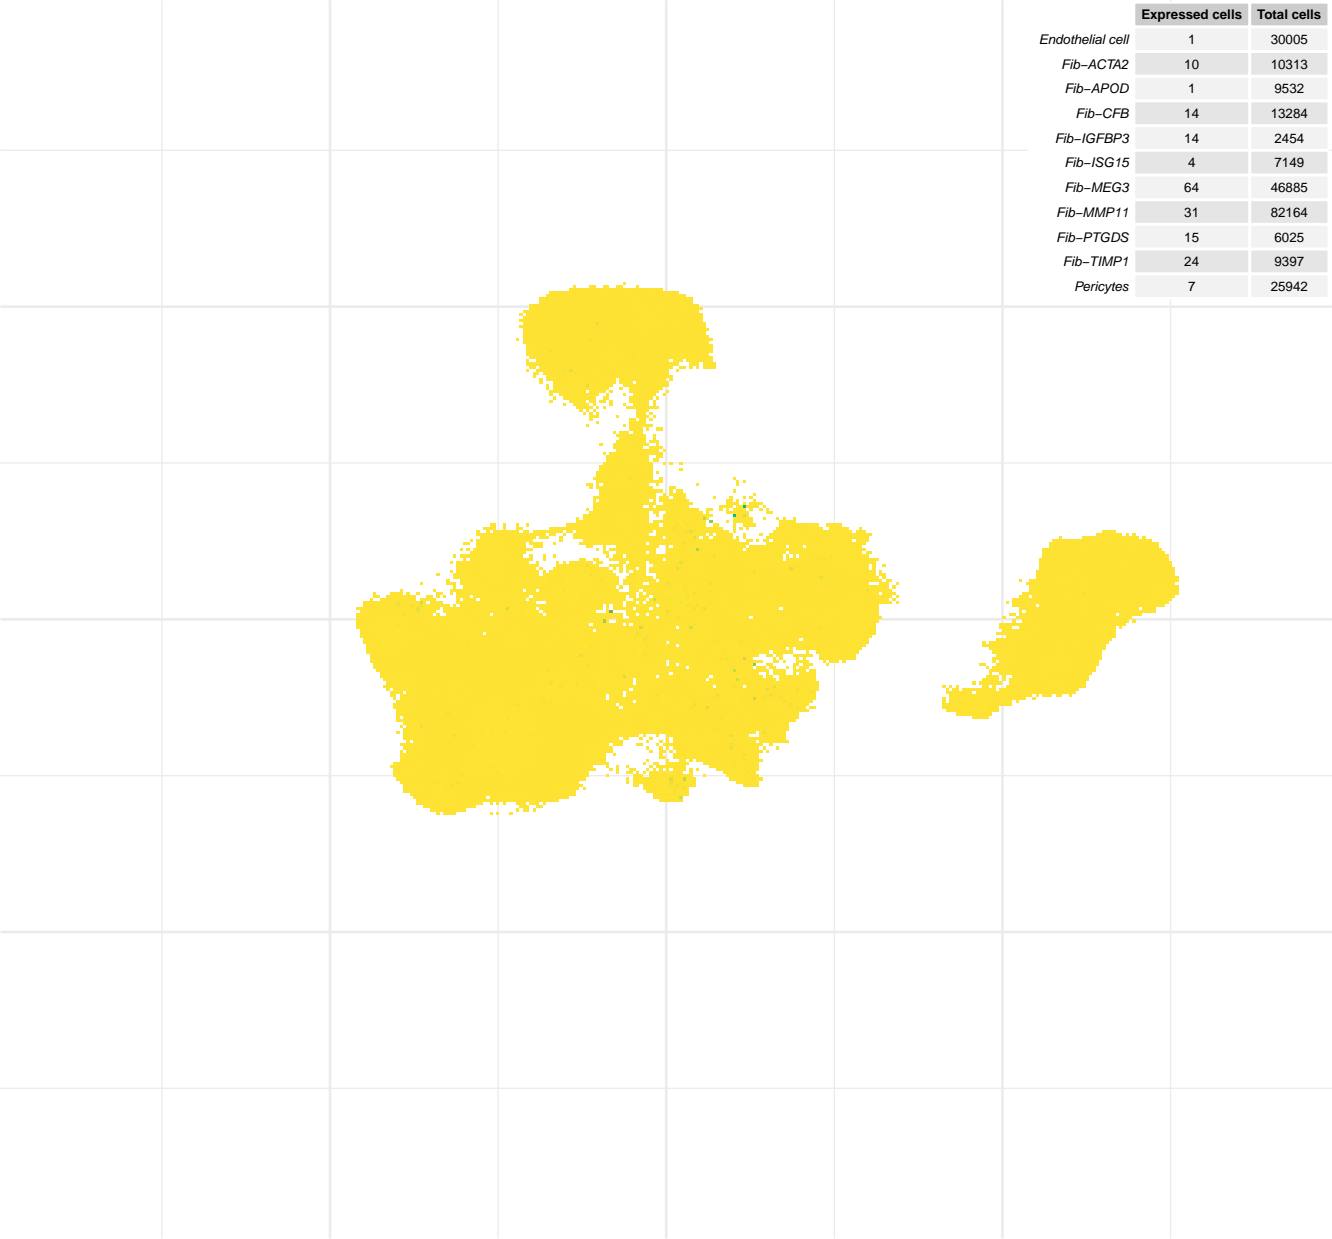 Expressed cells Total cells
Endothelial cell 1 30005
Fib−ACTA2 10 10313
Fib−APOD 1 9532
Fib−CFB 14 13284
Fib−IGFBP3 14 2454
Fib−ISG15 4 7149
Fib−MEG3 64 46885
Fib−MMP11 31 82164
Fib−PTGDS 15 6025
Fib−TIMP1 24 9397
Pericytes 7 25942